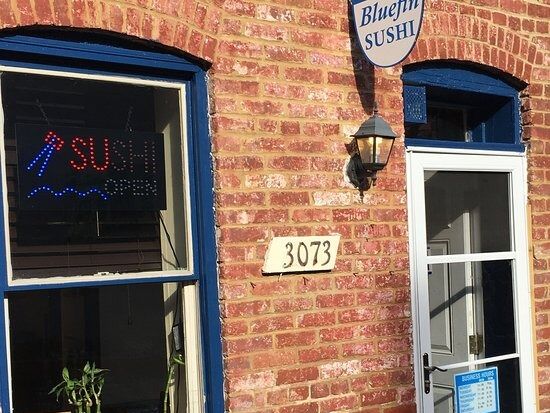 Bluefin
SUSHI
SUSHI
OPEN
3073
BUSINESS HOURS